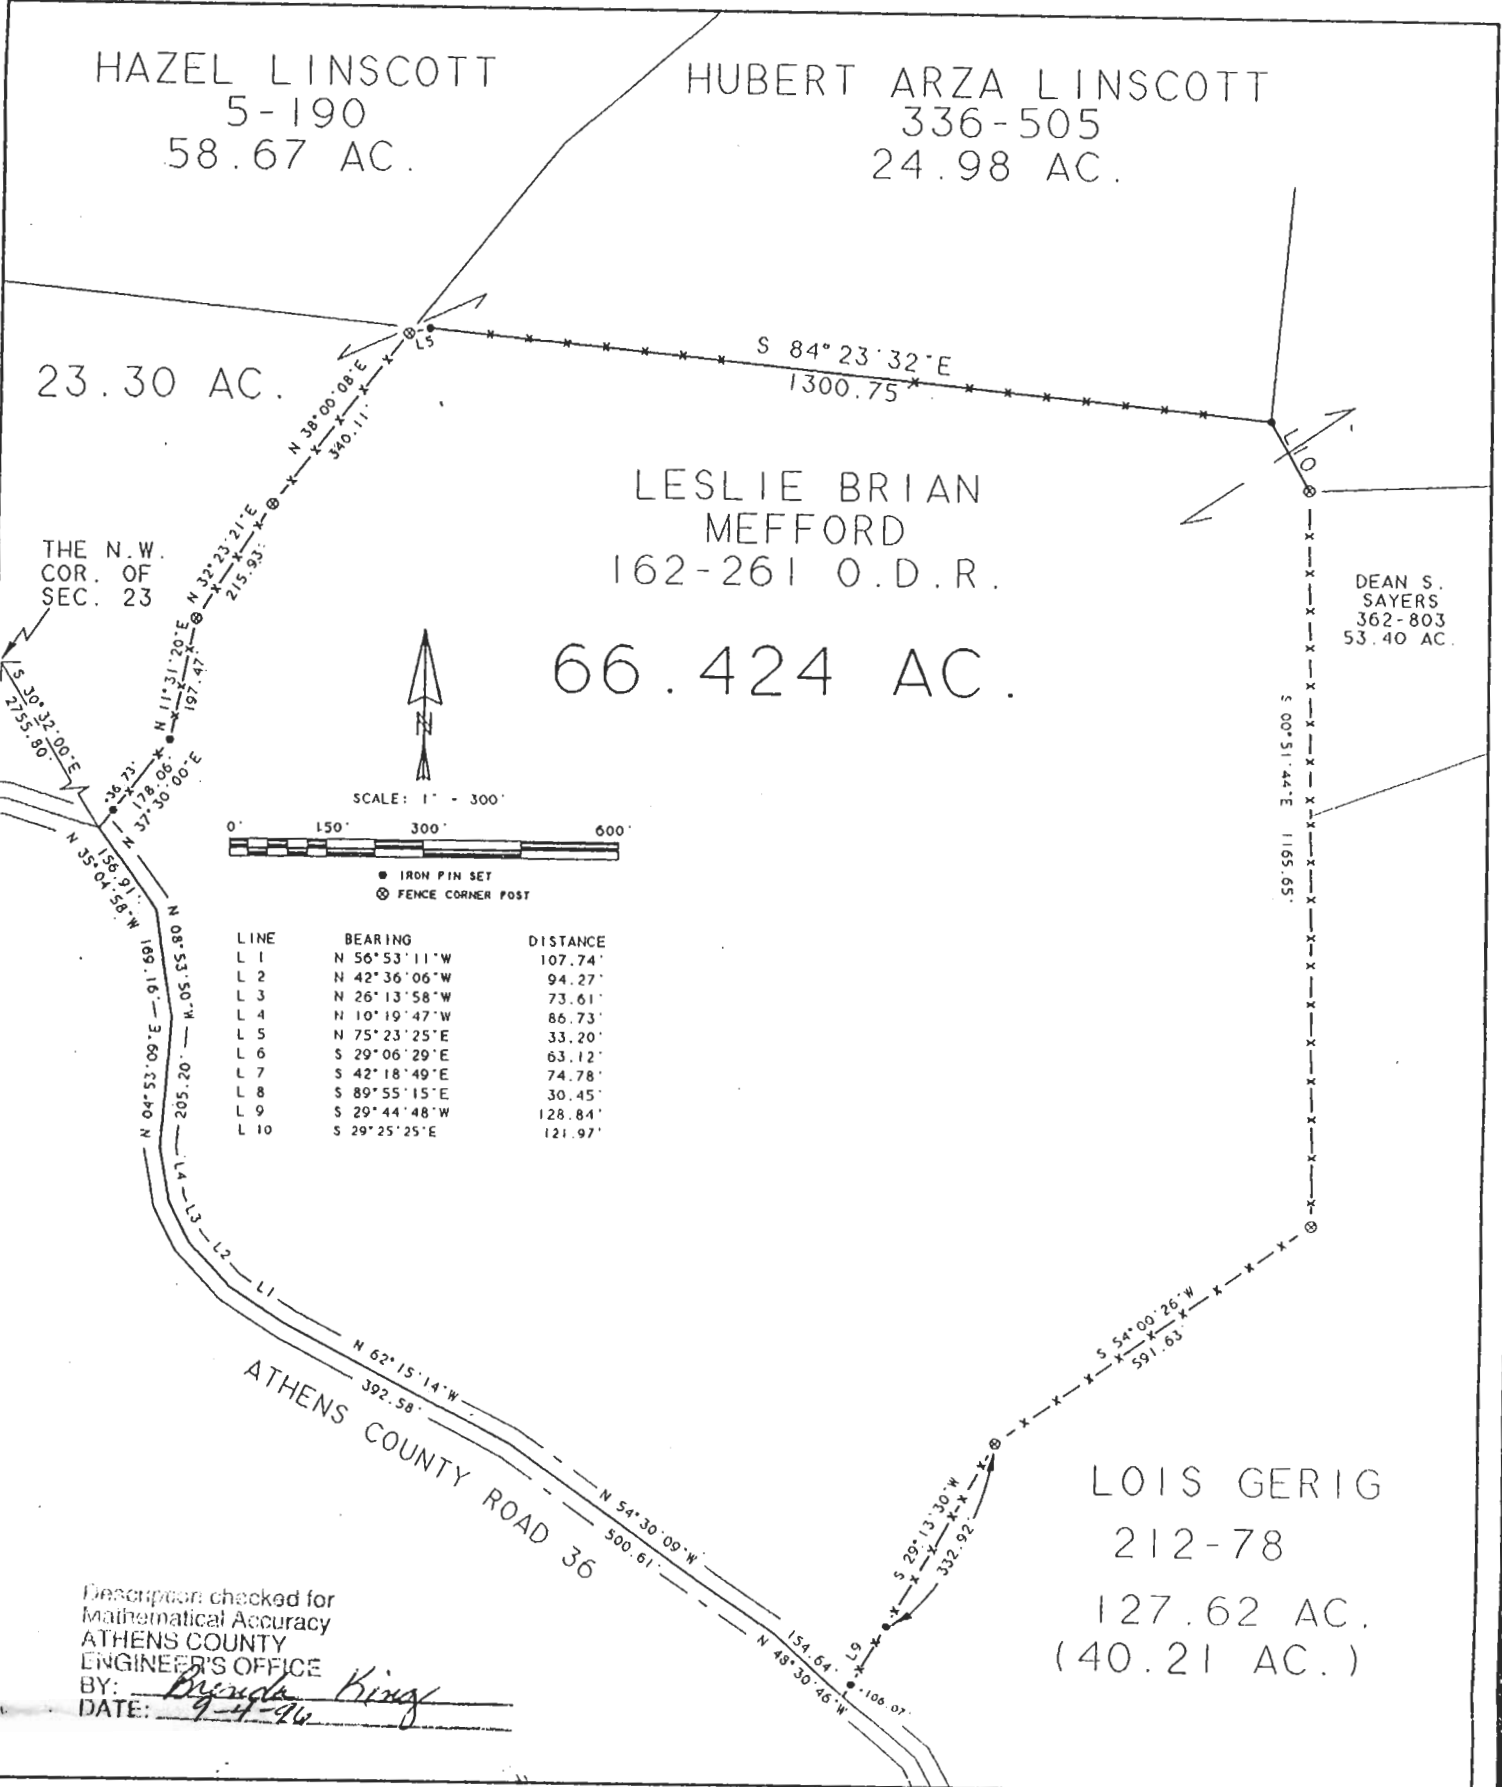 HAZEL LINSCOTT
5-190
58.67 AC.
HUBERT ARZA LINSCOTT
336-505
24.98 AC.
23.30 AC.
L5
S 84°23'32"E
1300.75'
L10
N 38°00'08"E
340.11'
N 32°23'21"E
215.93'
N 11°31'20"E
197.47'
178.06'
N 37°30'00"E
*36.73'
THE N.W.
COR. OF
SEC. 23
S 30°32'00"E
2755.80'
LESLIE BRIAN
MEFFORD
162-261 O.D.R.
66.424 AC.
DEAN S.
SAYERS
362-803
53.40 AC.
S 00°51'44"E 1165.65'
N
SCALE: 1" - 300'
0' 150' 300' 600'
IRON PIN SET
FENCE CORNER POST
LINE BEARING DISTANCE
L 1 N 56°53'11"W 107.74'
L 2 N 42°36'06"W 94.27'
L 3 N 26°13'58"W 73.61'
L 4 N 10°19'47"W 86.73'
L 5 N 75°23'25"E 33.20'
L 6 S 29°06'29"E 63.12'
L 7 S 42°18'49"E 74.78'
L 8 S 89°55'15"E 30.45'
L 9 S 29°44'48"W 128.84'
L 10 S 29°25'25"E 121.97'
156.91'
N 35°04'58"W
N 08°53'50"W
169.16'
N 04°53'09"E
205.20'
L4
L3
L2
L1
N 62°15'14"W
392.58'
ATHENS COUNTY ROAD 36
N 54°30'09"W
500.61'
154.64'
N 48°30'46"W
*106.07'
L9
S 29°13'30"W
332.92'
S 54°00'26"W
591.63'
LOIS GERIG
212-78
127.62 AC.
(40.21 AC.)
Description checked for
Mathematical Accuracy
ATHENS COUNTY
ENGINEER'S OFFICE
BY: Brenda King
DATE: 9-4-96